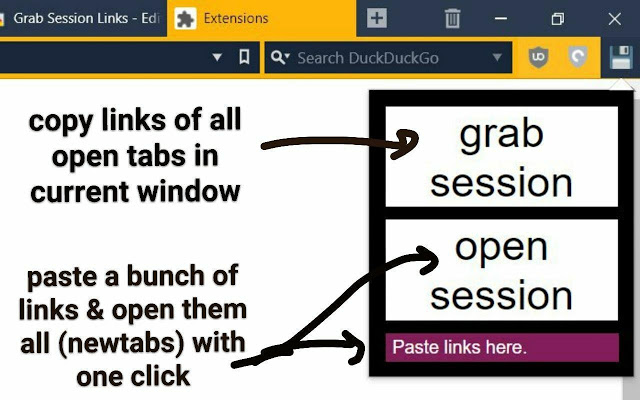 Grab Session Links - Edi
Extensions
Search DuckDuckGo
copy links of all
open tabs in
current window
grab
session
open
session
paste a bunch of
links & open them
all (newtabs) with
one click
Paste links here.